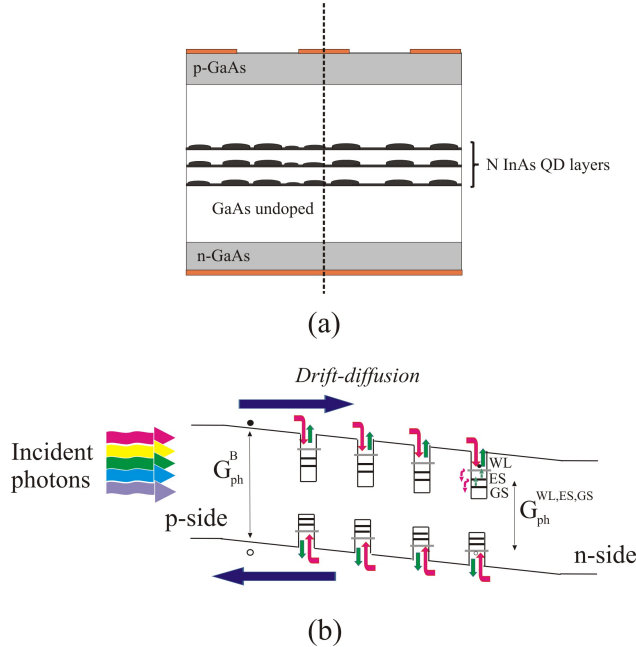 p-GaAs
N InAs QD layers
GaAs undoped
n-GaAs
(a)
Drift-diffusion
Incident
photons
G_ph^B
WL
ES
GS
G_ph^WL,ES,GS
p-side
n-side
(b)